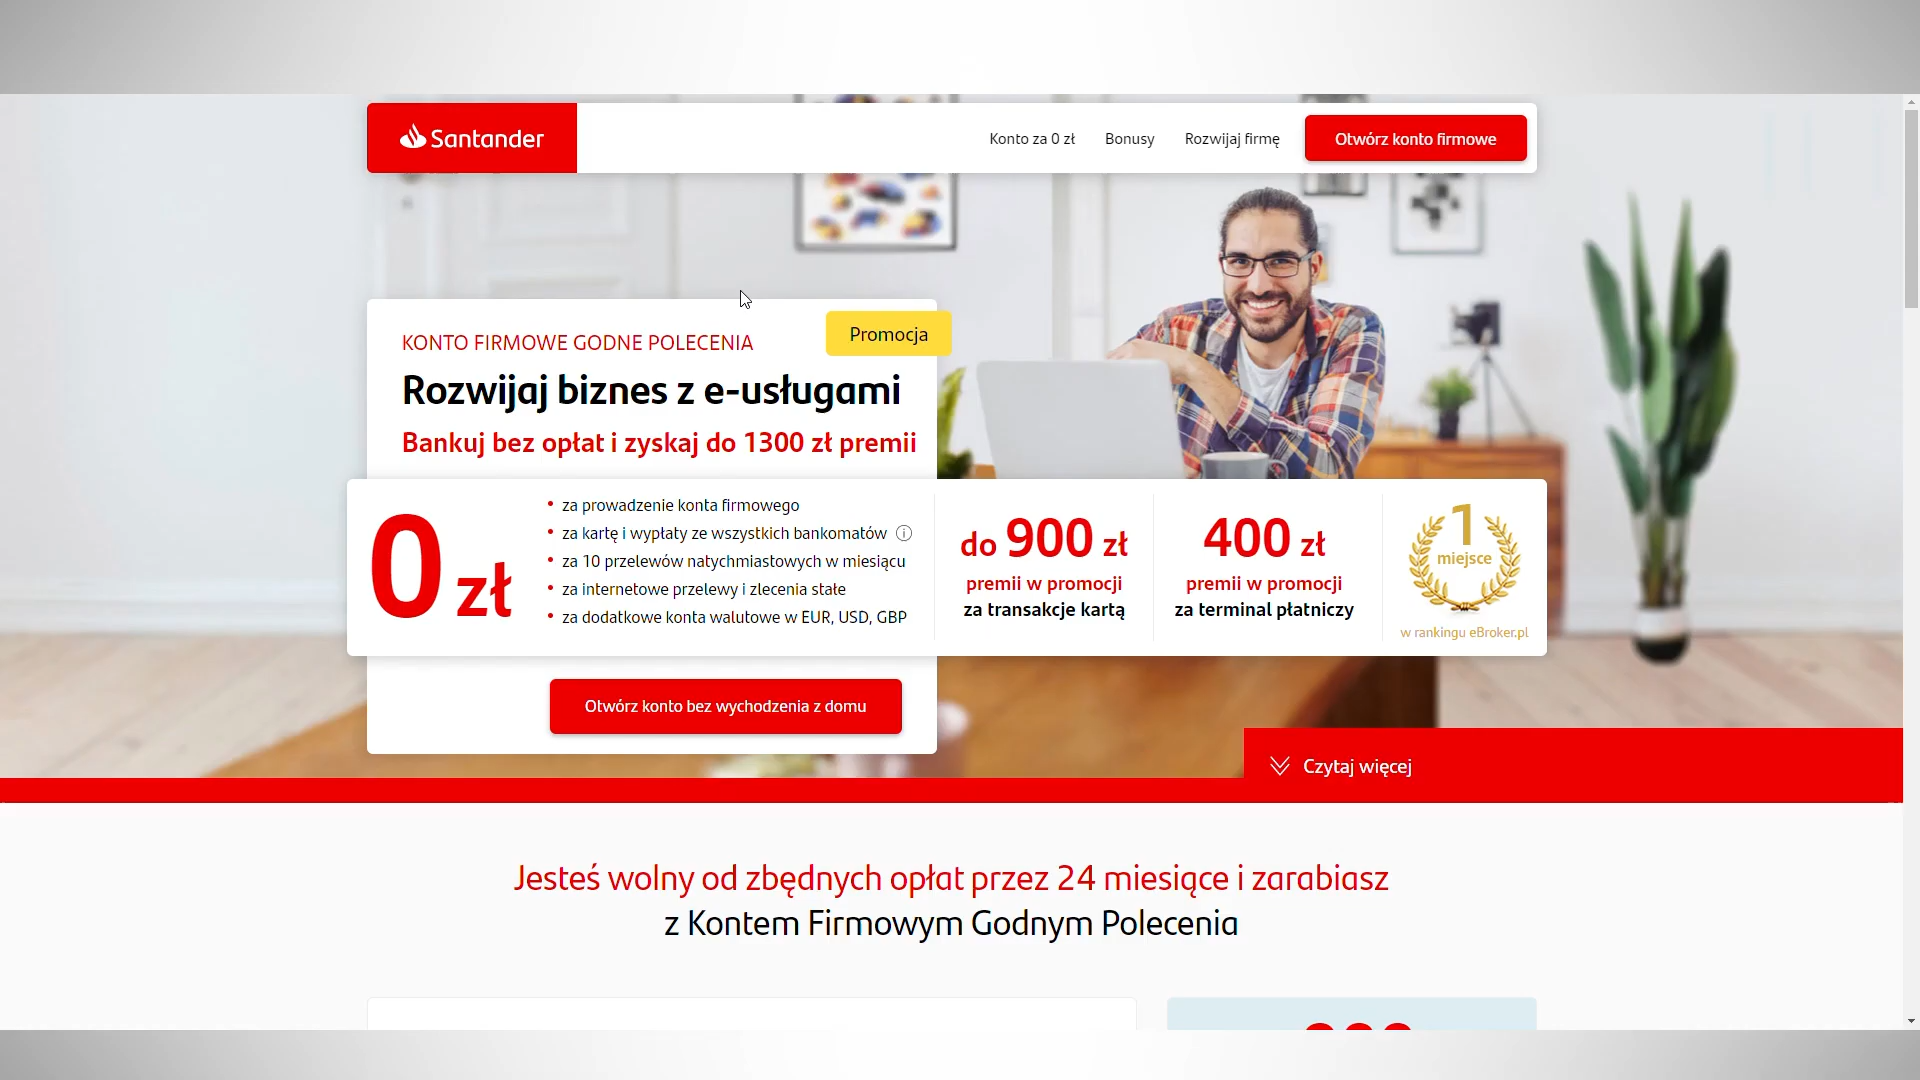 Santander
Konto za 0 zł
Bonusy
Rozwijaj firmę
Otwórz konto firmowe
KONTO FIRMOWE GODNE POLECENIA
Promocja
Rozwijaj biznes z e-usługami
Bankuj bez opłat i zyskaj do 1300 zł premii
0 zł
• za prowadzenie konta firmowego
• za kartę i wypłaty ze wszystkich bankomatów
• za 10 przelewów natychmiastowych w miesiącu
• za internetowe przelewy i zlecenia stałe
• za dodatkowe konta walutowe w EUR, USD, GBP
do 900 zł
premii w promocji
za transakcje kartą
400 zł
premii w promocji
za terminal płatniczy
1
miejsce
w rankingu eBroker.pl
Otwórz konto bez wychodzenia z domu
Czytaj więcej
Jesteś wolny od zbędnych opłat przez 24 miesiące i zarabiasz
z Kontem Firmowym Godnym Polecenia